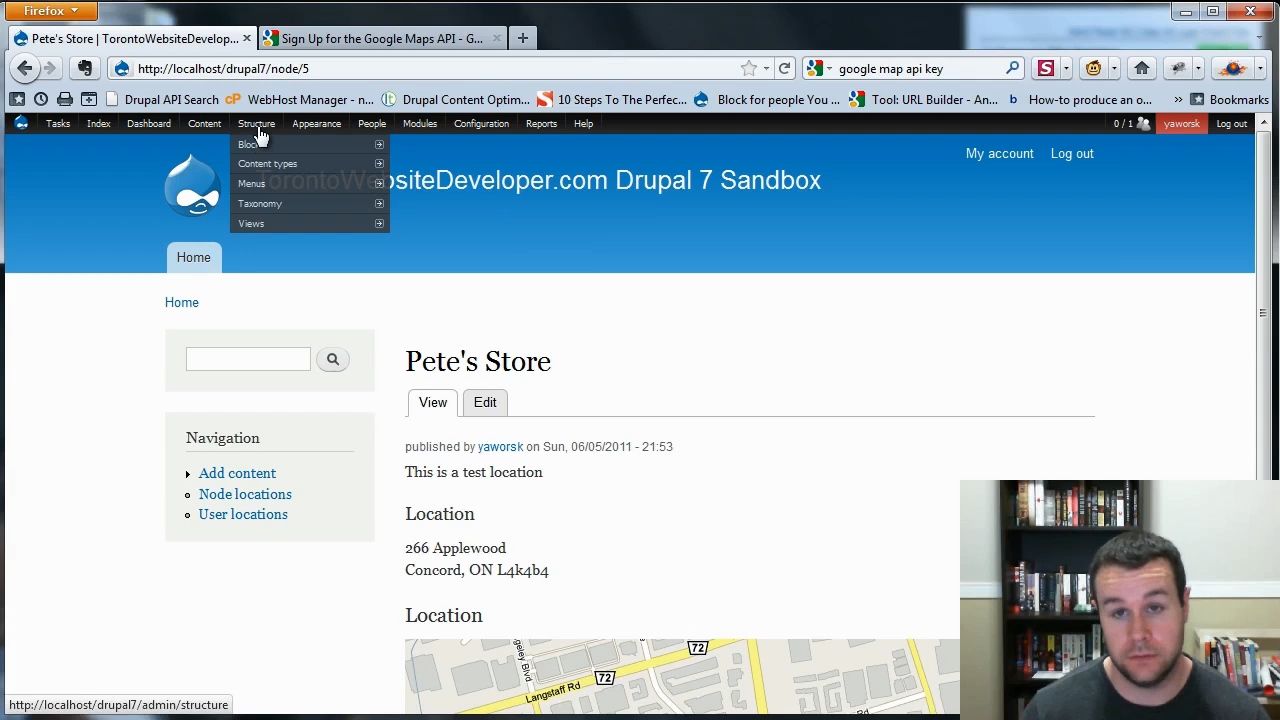 Firefox
Pete's Store | TorontoWebsiteDevelop...
Sign Up for the Google Maps API - G...
http://localhost/drupal7/node/5
google map api key
Drupal API Search
cP WebHost Manager - n...
Drupal Content Optim...
10 Steps To The Perfec...
Block for people You ...
Tool: URL Builder - An...
b How-to produce an o...
»
Bookmarks
Tasks Index Dashboard Content Structure Appearance People Modules Configuration Reports Help
0 / 1 yaworsk Log out
Content types
Menus
Taxonomy
Views
My account Log out
TorontoWebsiteDeveloper.com Drupal 7 Sandbox
Home
Home
Navigation
Add content
Node locations
User locations
Pete's Store
View Edit
published by yaworsk on Sun, 06/05/2011 - 21:53
This is a test location
Location
266 Applewood
Concord, ON L4k4b4
Location
72
72
Langstaff Rd
http://localhost/drupal7/admin/structure